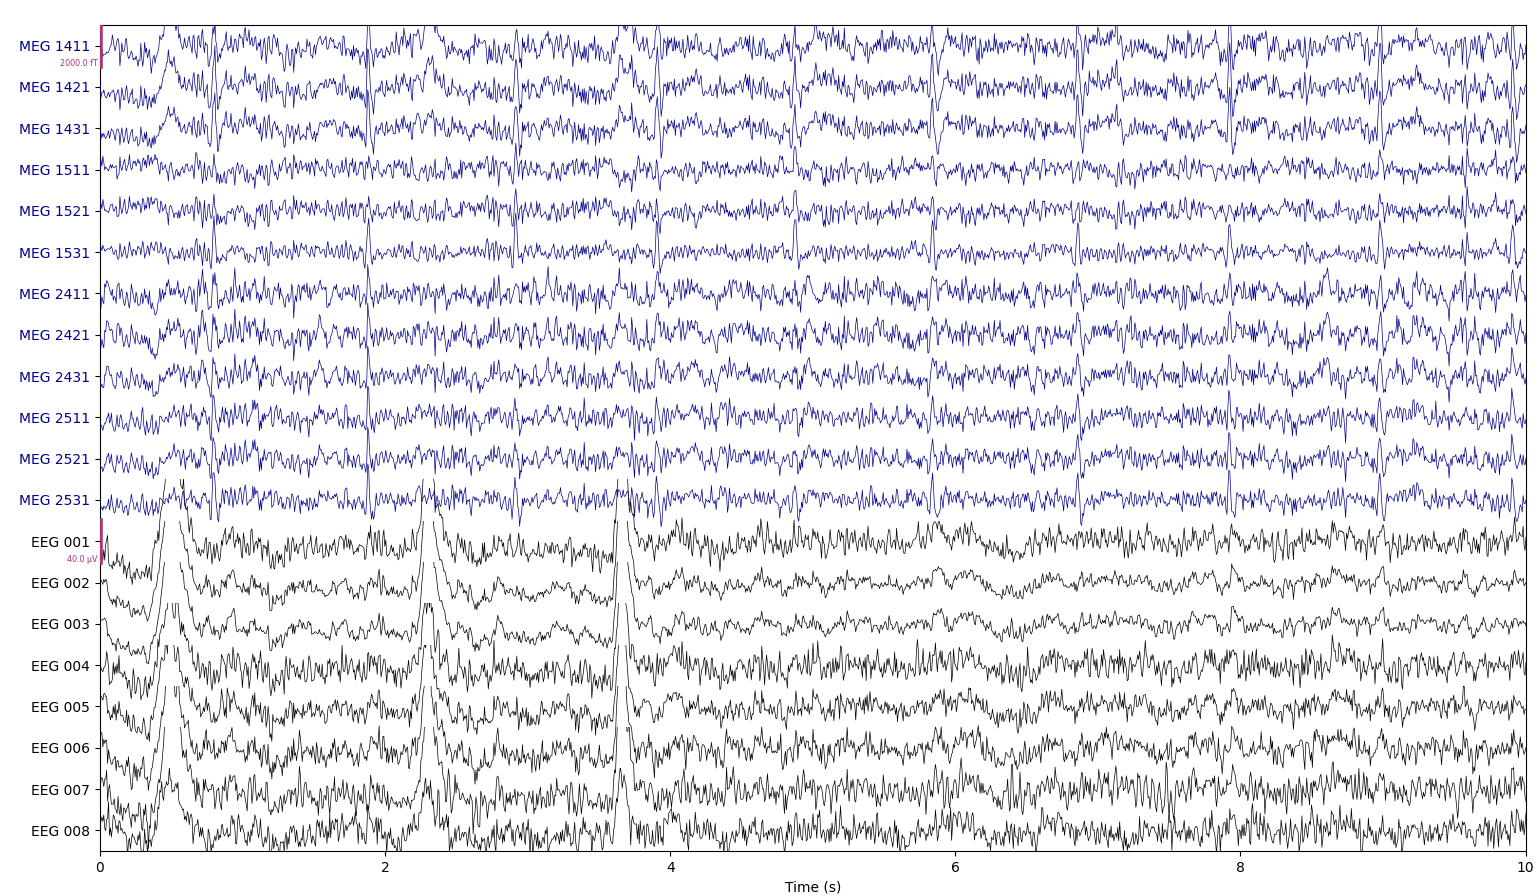 MEG 1411
2000.0 fT
MEG 1421
MEG 1431
MEG 1511
MEG 1521
MEG 1531
MEG 2411
MEG 2421
MEG 2431
MEG 2511
MEG 2521
MEG 2531
EEG 001
40.0 µV
EEG 002
EEG 003
EEG 004
EEG 005
EEG 006
EEG 007
EEG 008
0 2 4 6 8 10
Time (s)